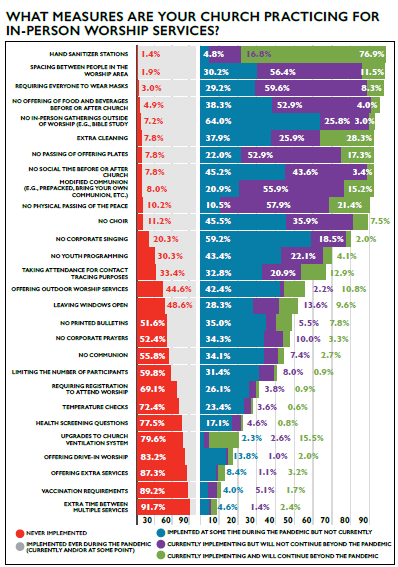 WHAT MEASURES ARE YOUR CHURCH PRACTICING FOR
IN-PERSON WORSHIP SERVICES?
HAND SANITIZER STATIONS 1.4% 4.8% 16.8% 76.9%
SPACING BETWEEN PEOPLE IN THE
WORSHIP AREA 1.9% 30.2% 56.4% 11.5%
REQUIRING EVERYONE TO WEAR MASKS 3.0% 29.2% 59.6% 8.3%
NO OFFERING OF FOOD AND BEVERAGES
BEFORE OR AFTER CHURCH 4.9% 38.3% 52.9% 4.0%
NO IN-PERSON GATHERINGS OUTSIDE
OF WORSHIP (E.G., BIBLE STUDY 7.2% 64.0% 25.8% 3.0%
EXTRA CLEANING 7.8% 37.9% 25.9% 28.3%
NO PASSING OF OFFERING PLATES 7.8% 22.0% 52.9% 17.3%
NO SOCIAL TIME BEFORE OR AFTER
CHURCH 7.8% 45.2% 43.6% 3.4%
MODIFIED COMMUNION
(E.G., PREPACKED, BRING YOUR OWN
COMMUNION, ETC.) 8.0% 20.9% 55.9% 15.2%
NO PHYSICAL PASSING OF THE PEACE 10.2% 10.5% 57.9% 21.4%
NO CHOIR 11.2% 45.5% 35.9% 7.5%
NO CORPORATE SINGING 20.3% 59.2% 18.5% 2.0%
NO YOUTH PROGRAMMING 30.3% 43.4% 22.1% 4.1%
TAKING ATTENDANCE FOR CONTACT
TRACING PURPOSES 33.4% 32.8% 20.9% 12.9%
OFFERING OUTDOOR WORSHIP SERVICES 44.6% 42.4% 2.2% 10.8%
LEAVING WINDOWS OPEN 48.6% 28.3% 13.6% 9.6%
NO PRINTED BULLETINS 51.6% 35.0% 5.5% 7.8%
NO CORPORATE PRAYERS 52.4% 34.3% 10.0% 3.3%
NO COMMUNION 55.8% 34.1% 7.4% 2.7%
LIMITING THE NUMBER OF PARTICIPANTS 59.8% 31.4% 8.0% 0.9%
REQUIRING REGISTRATION
TO ATTEND WORSHIP 69.1% 26.1% 3.8% 0.9%
TEMPERATURE CHECKS 72.4% 23.4% 3.6% 0.6%
HEALTH SCREENING QUESTIONS 77.5% 17.1% 4.6% 0.8%
UPGRADES TO CHURCH
VENTILATION SYSTEM 79.6% 2.3% 2.6% 15.5%
OFFERING DRIVE-IN WORSHIP 83.2% 13.8% 1.0% 2.0%
OFFERING EXTRA SERVICES 87.3% 8.4% 1.1% 3.2%
VACCINATION REQUIREMENTS 89.2% 4.0% 5.1% 1.7%
EXTRA TIME BETWEEN
MULTIPLE SERVICES 91.7% 4.6% 1.4% 2.4%
30 60 90 10 20 30 40 50 60 70 80 90
NEVER IMPLEMENTED
IMPLEMENTED EVER DURING THE PANDEMIC
(CURRENTLY AND/OR AT SOME POINT)
IMPLENTED AT SOME TIME DURING THE PANDEMIC BUT NOT CURRENTLY
CURRENTLY IMPLEMENTING BUT WILL NOT CONTINUE BEYOND THE PANDEMIC
CURRENTLY IMPLEMENTING AND WILL CONTINUE BEYOND THE PANDEMIC